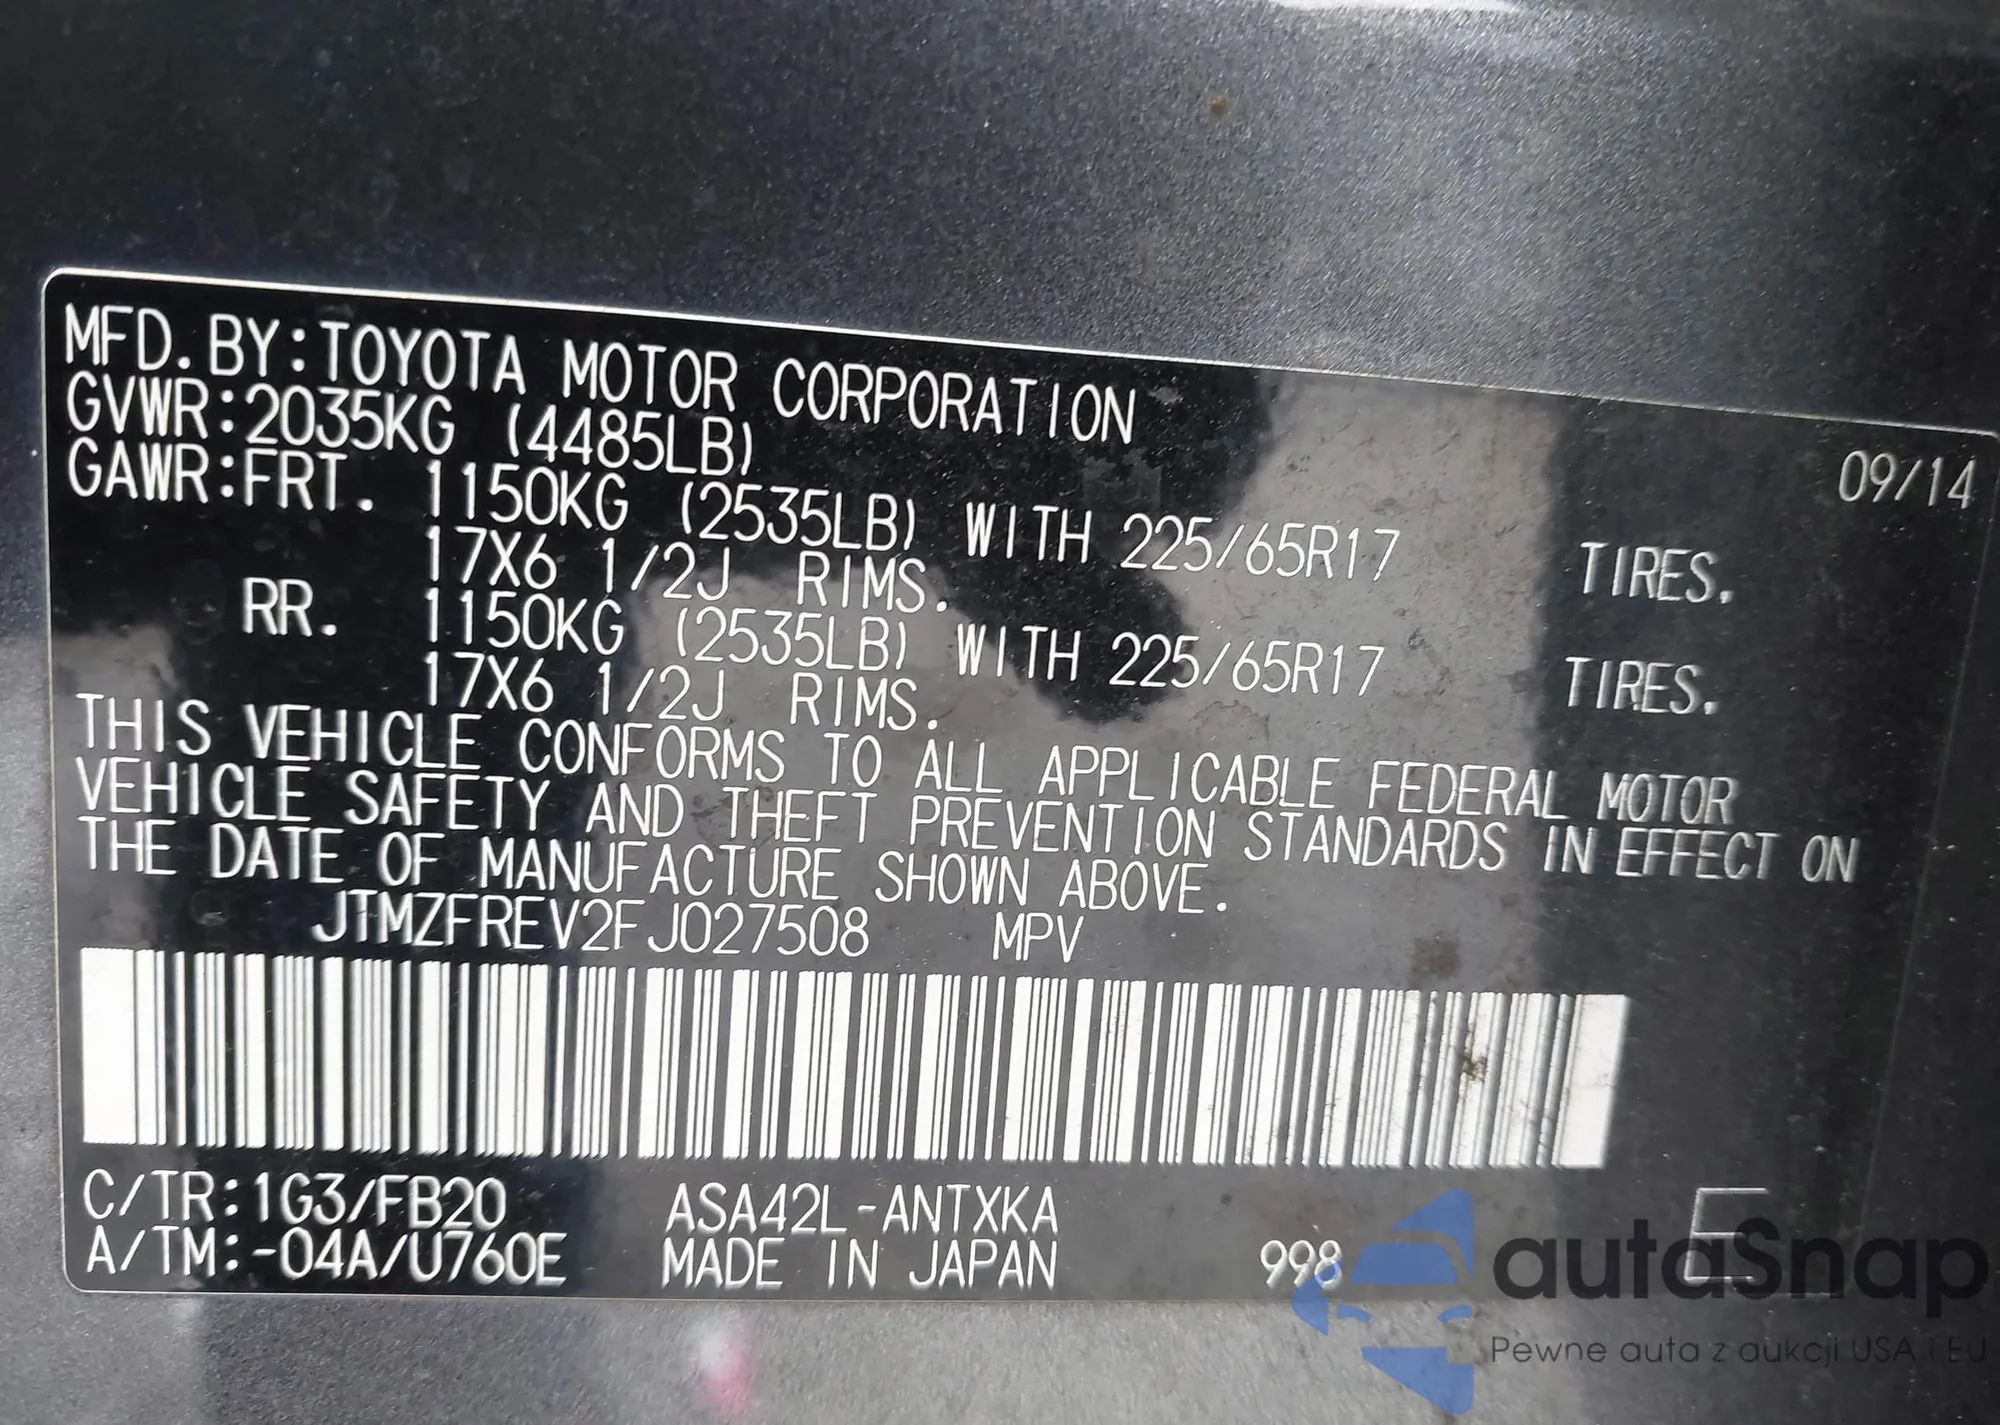 MFD.BY:TOYOTA MOTOR CORPORATION 09/14
GVWR:2035KG (4485LB)
GAWR:FRT. 1150KG (2535LB) WITH 225/65R17 TIRES.
17X6 1/2J RIMS.
RR. 1150KG (2535LB) WITH 225/65R17 TIRES.
17X6 1/2J RIMS.
THIS VEHICLE CONFORMS TO ALL APPLICABLE FEDERAL MOTOR
VEHICLE SAFETY AND THEFT PREVENTION STANDARDS IN EFFECT ON
THE DATE OF MANUFACTURE SHOWN ABOVE.
JTMZFREV2FJ027508 MPV
C/TR:1G3/FB20 ASA42L-ANTXKA
A/TM:-04A/U760E MADE IN JAPAN 998 E
autaSnap
Pewne auta z aukcji USA i EU